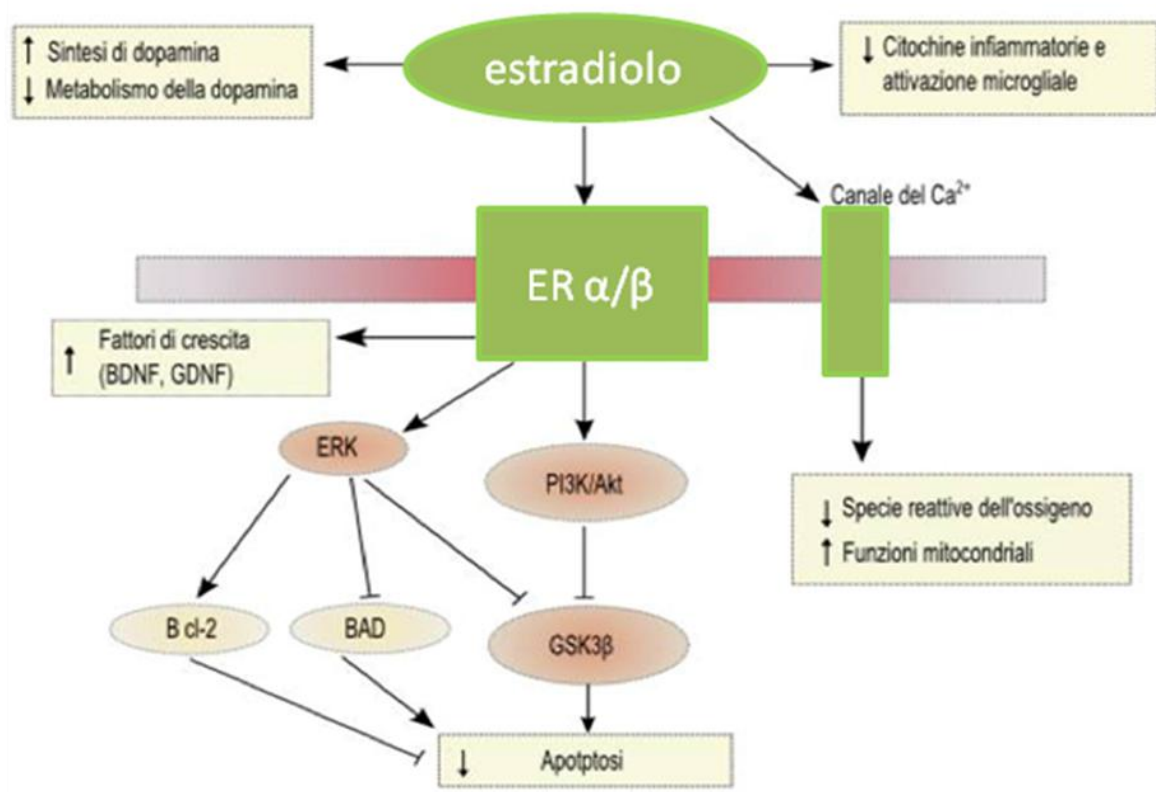 estradiolo
↑ Sintesi di dopamina
↓ Metabolismo della dopamina
↓ Citochine infiammatorie e
attivazione microgliale
Canale del Ca²⁺
ER α/β
↑ Fattori di crescita
(BDNF, GDNF)
ERK
PI3K/Akt
↓ Specie reattive dell'ossigeno
↑ Funzioni mitocondriali
B cl-2
BAD
GSK3β
↓ Apotptosi